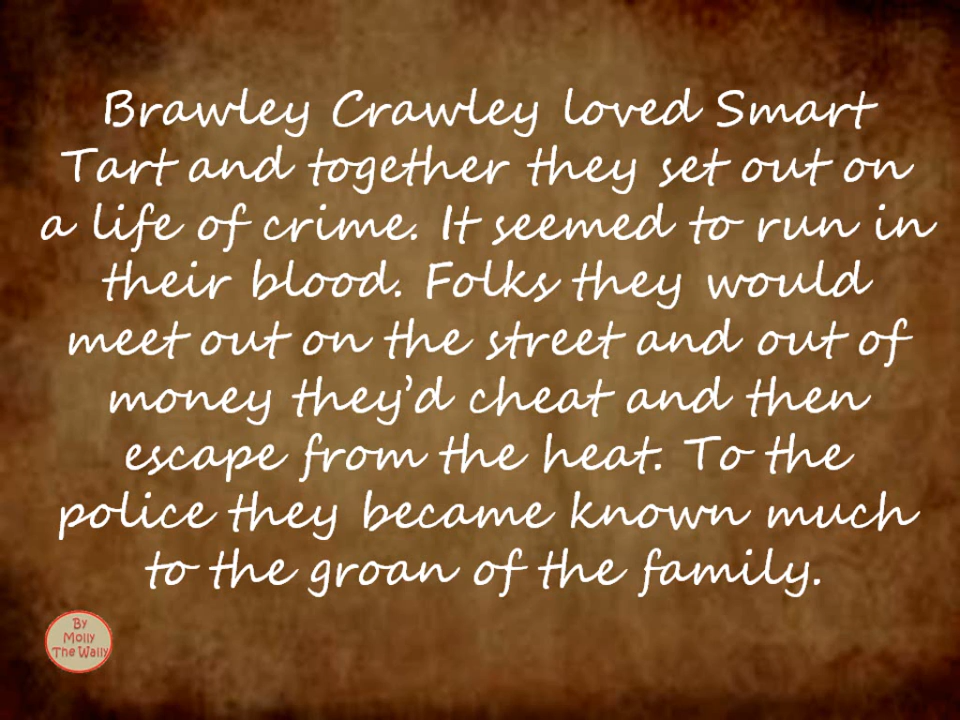 Brawley Crawley loved Smart
Tart and together they set out on
a life of crime. It seemed to run in
their blood. Folks they would
meet out on the street and out of
money they'd cheat and then
escape from the heat. To the
police they became known much
to the groan of the family.
By
Molly
The Wally